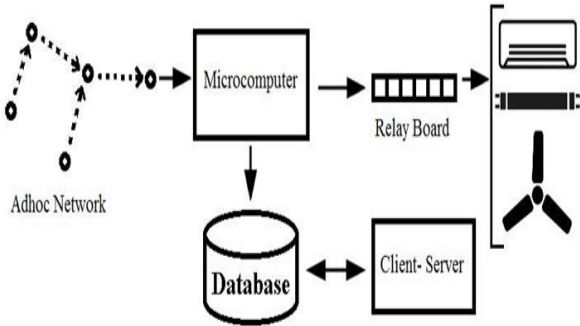 Microcomputer
Relay Board
Adhoc Network
Database
Client- Server